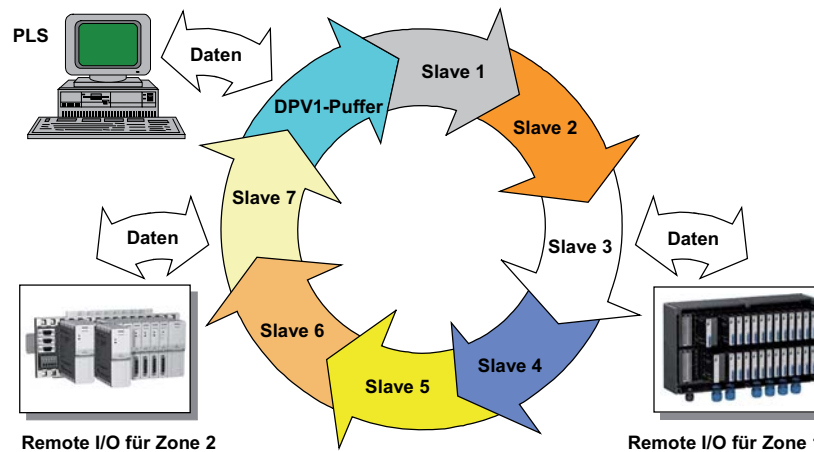 PLS
Daten
DPV1-Puffer
Slave 1
Slave 2
Slave 3
Slave 4
Slave 5
Slave 6
Slave 7
Daten
Daten
Remote I/O für Zone 2
Remote I/O für Zone 1